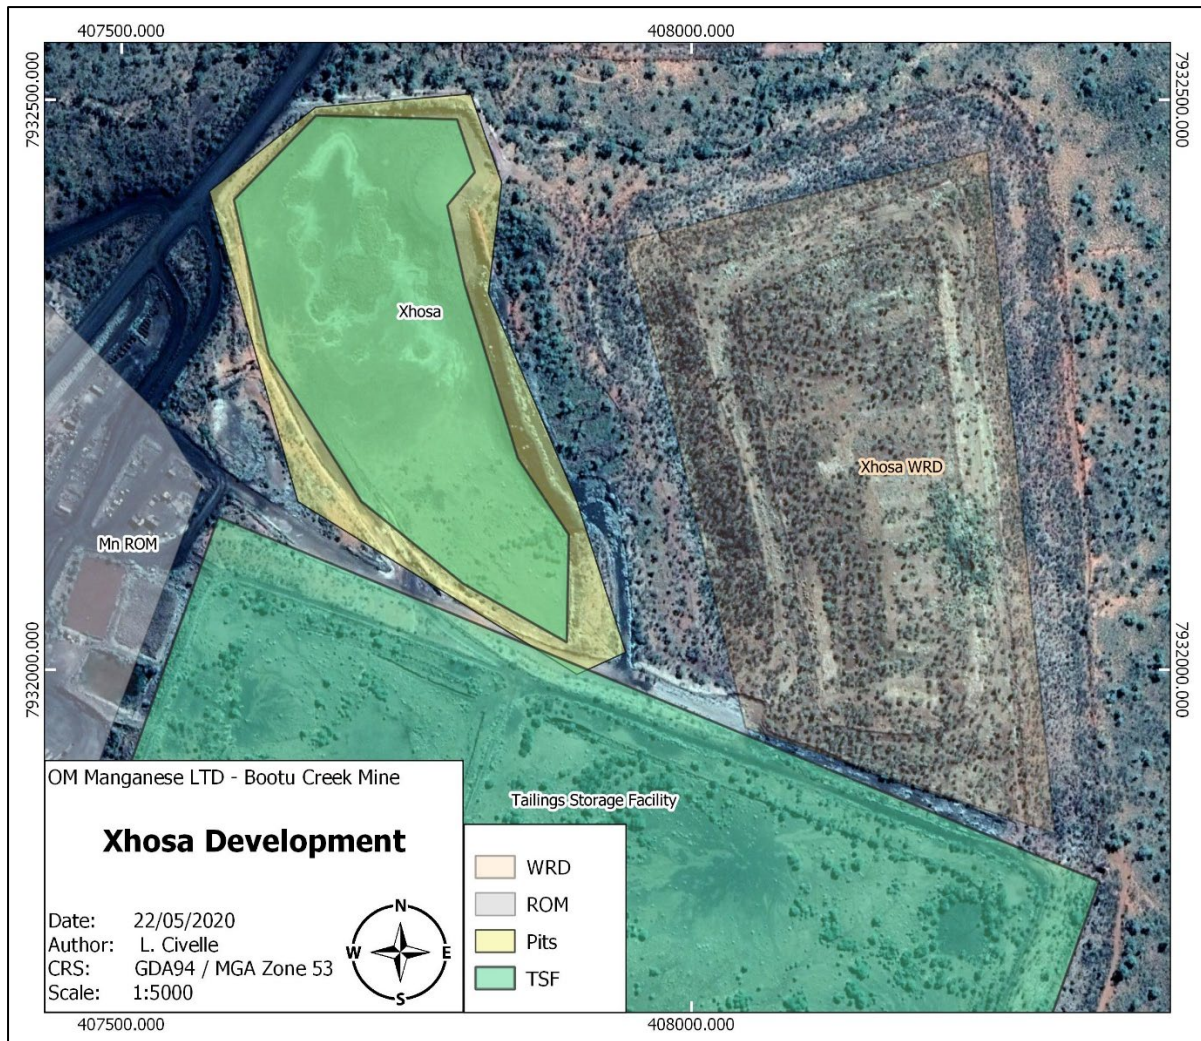 407500.000
408000.000
7932500.000
7932500.000
Xhosa
Xhosa WRD
Mn ROM
7932000.000
7932000.000
Tailings Storage Facility
OM Manganese LTD - Bootu Creek Mine
Xhosa Development
Date: 22/05/2020
Author: L. Civelle
CRS: GDA94 / MGA Zone 53
Scale: 1:5000
N
W
E
S
WRD
ROM
Pits
TSF
407500.000
408000.000